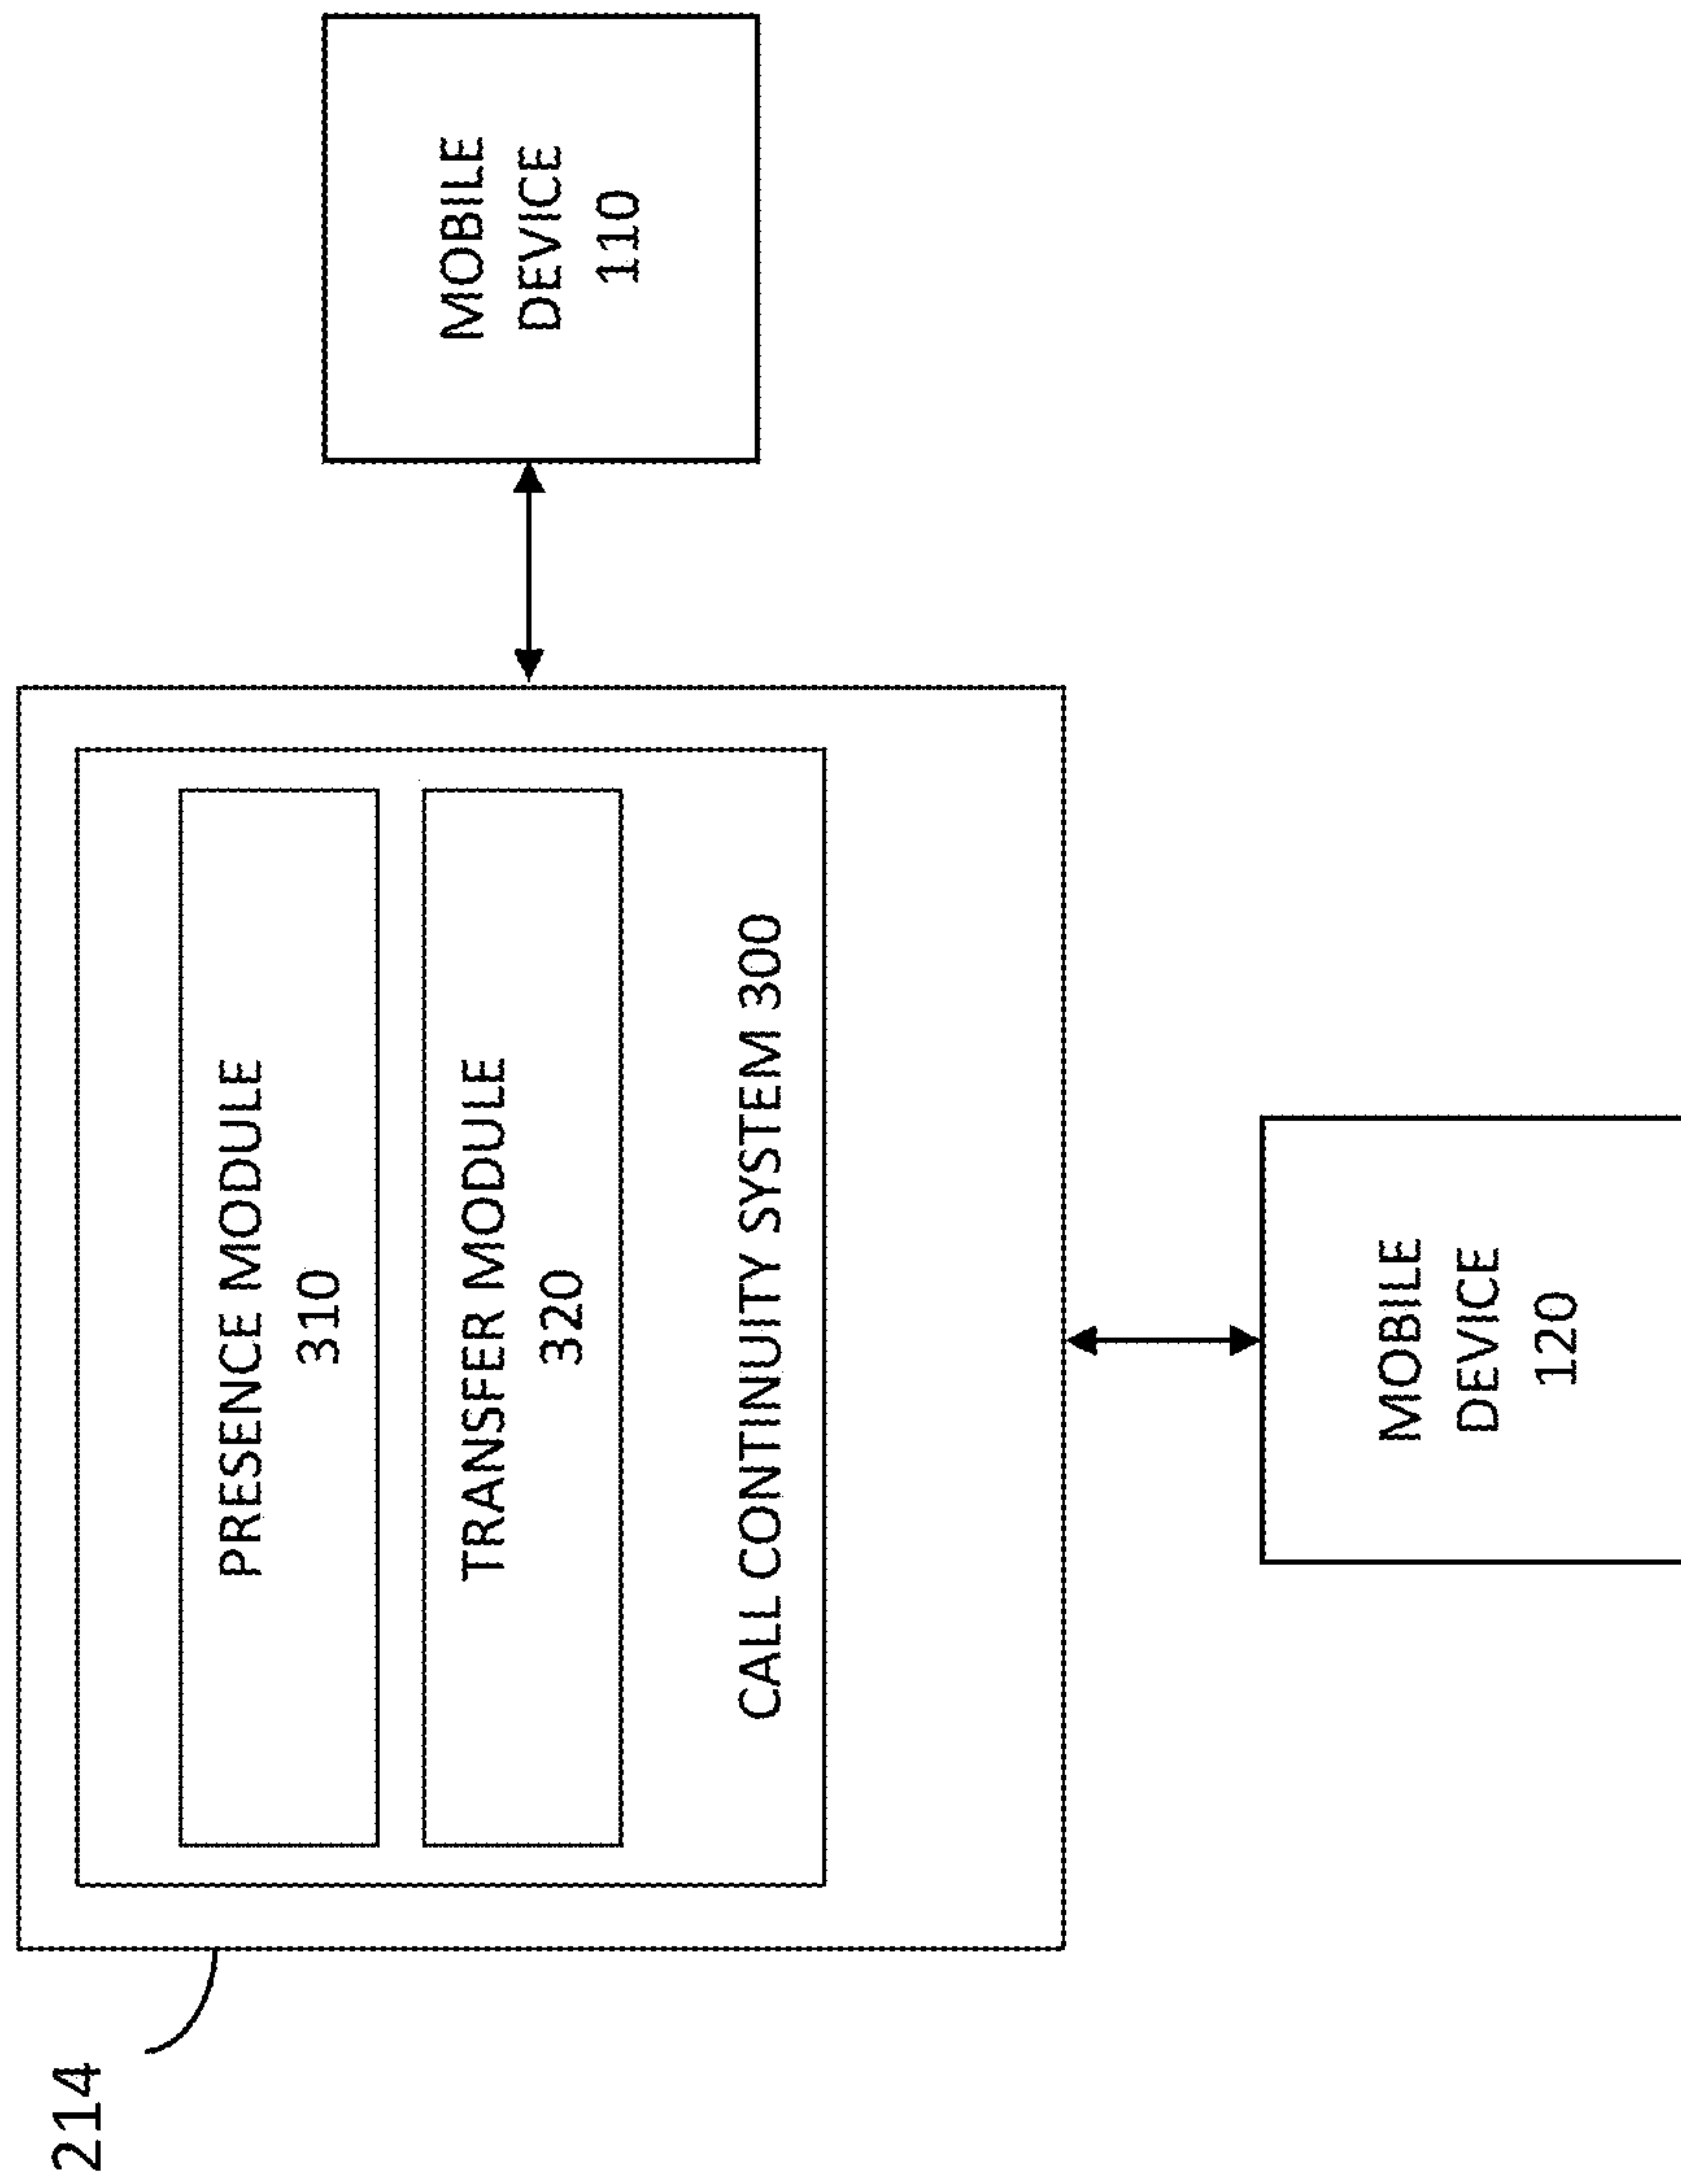 214
PRESENCE MODULE
310
TRANSFER MODULE
320
CALL CONTINUITY SYSTEM 300
MOBILE
DEVICE
110
MOBILE
DEVICE
120